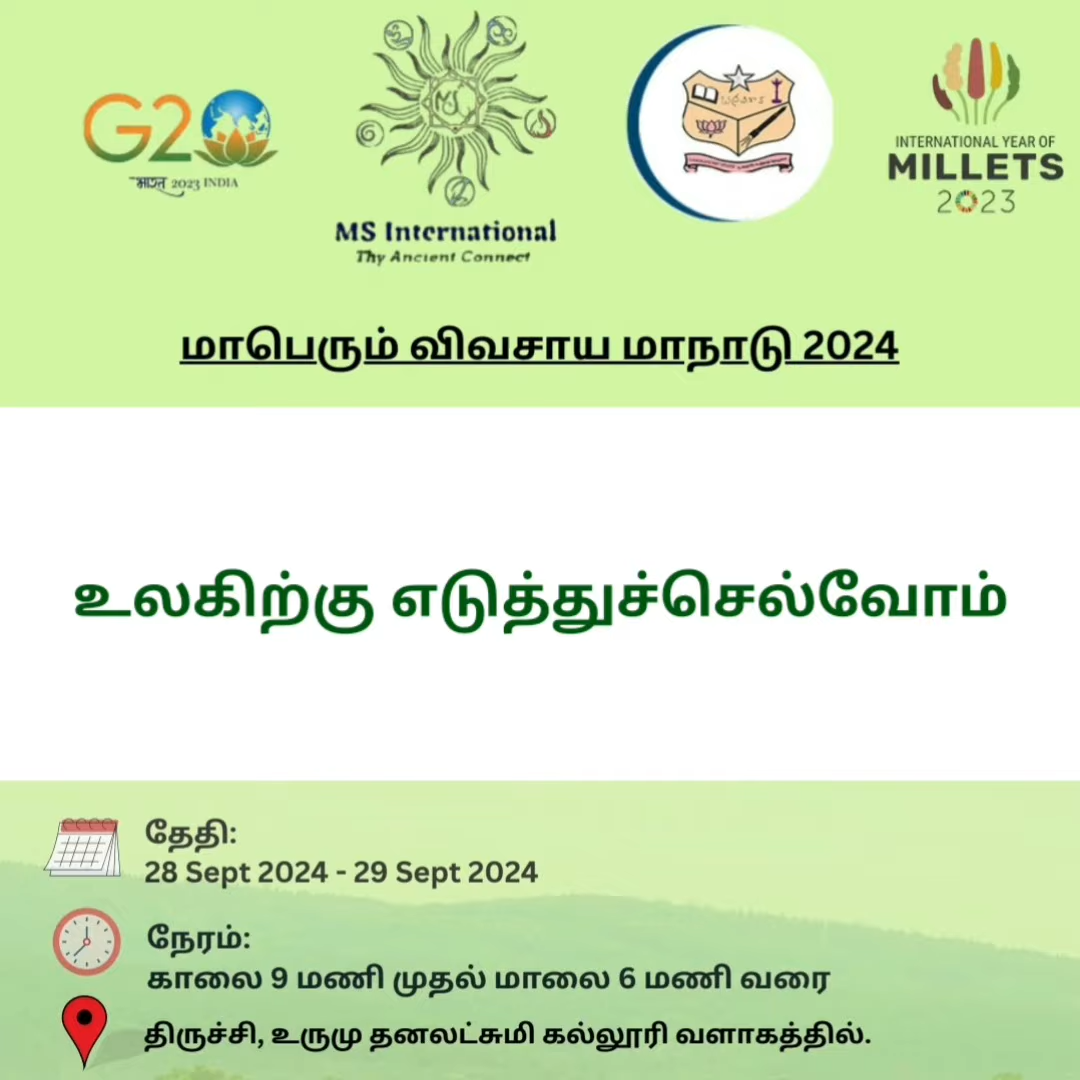 G20
भारत 2023 INDIA
MS International
Thy Ancient Connect
INTERNATIONAL YEAR OF
MILLETS
2023
மாபெரும் விவசாய மாநாடு 2024
உலகிற்கு எடுத்துச்செல்வோம்
தேதி:
28 Sept 2024 - 29 Sept 2024
நேரம்:
காலை 9 மணி முதல் மாலை 6 மணி வரை
திருச்சி, உருமு தனலட்சுமி கல்லூரி வளாகத்தில்.